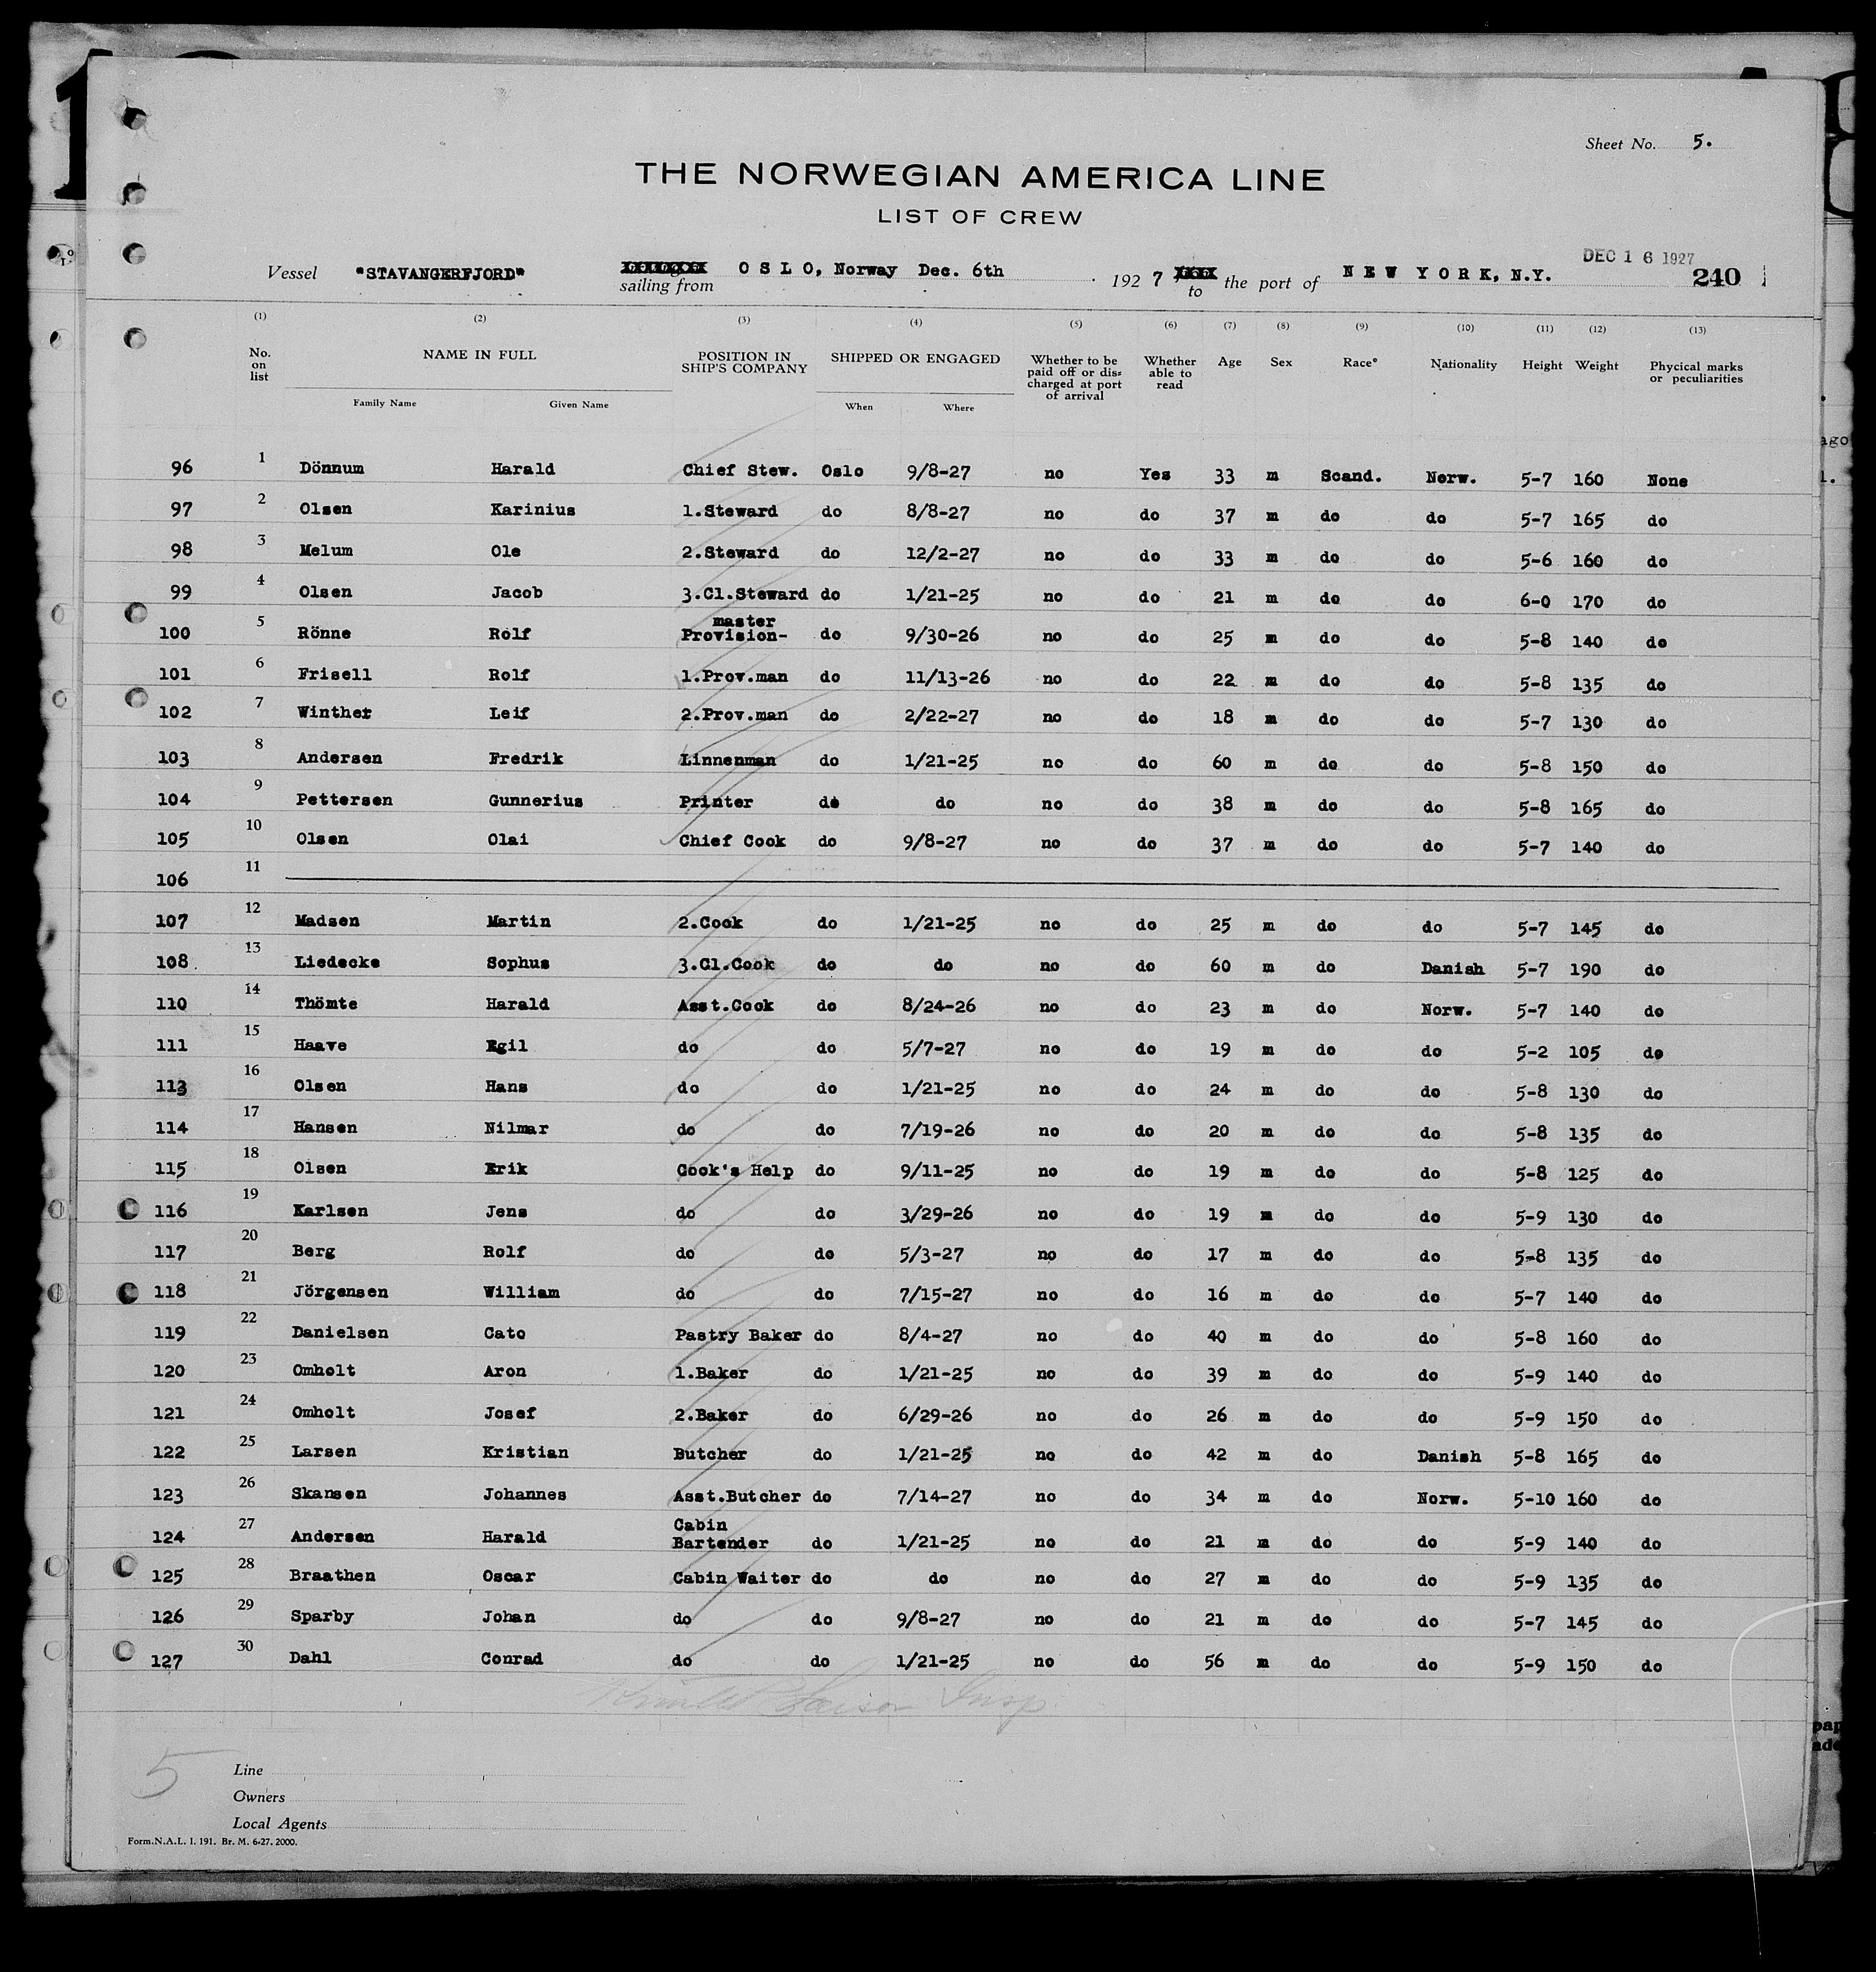 Sheet No. 5.
THE NORWEGIAN AMERICA LINE
LIST OF CREW
DEC 16 1927
Vessel "STAVANGERFJORD" sailing from OSLO, Norway Dec. 6th 1927 to the port of NEW YORK, N.Y. 240
(1) (2) (3) (4) (5) (6) (7) (8) (9) (10) (11) (12) (13)
No. on list NAME IN FULL POSITION IN SHIP'S COMPANY SHIPPED OR ENGAGED Whether to be paid off or dis- charged at port of arrival Whether able to read Age Sex Race* Nationality Height Weight Phycical marks or peculiarities
Family Name Given Name When Where
96 1 Dönnum Harald Chief Stew. Oslo 9/8-27 no Yes 33 m Scand. Norw. 5-7 160 None
97 2 Olsen Karinius 1.Steward do 8/8-27 no do 37 m do do 5-7 165 do
98 3 Melum Ole 2.Steward do 12/2-27 no do 33 m do do 5-6 160 do
99 4 Olsen Jacob 3.Cl.Steward do 1/21-25 no do 21 m do do 6-0 170 do
master
100 5 Rönne Rolf Provision- do 9/30-26 no do 25 m do do 5-8 140 do
101 6 Frisell Rolf 1.Prov.man do 11/13-26 no do 22 m do do 5-8 135 do
102 7 Winther Leif 2.Prov.man do 2/22-27 no do 18 m do do 5-7 130 do
103 8 Andersen Fredrik Linnenman do 1/21-25 no do 60 m do do 5-8 150 do
104 9 Pettersen Gunnerius Printer do do no do 38 m do do 5-8 165 do
105 10 Olsen Olai Chief Cook do 9/8-27 no do 37 m do do 5-7 140 do
106 11
107 12 Madsen Martin 2.Cook do 1/21-25 no do 25 m do do 5-7 145 do
108 13 Liedecke Sophus 3.Cl.Cook do do no do 60 m do Danish 5-7 190 do
110 14 Thömte Harald Asst.Cook do 8/24-26 no do 23 m do Norw. 5-7 140 do
111 15 Haave Egil do do 5/7-27 no do 19 m do do 5-2 105 do
113 16 Olsen Hans do do 1/21-25 no do 24 m do do 5-8 130 do
114 17 Hansen Nilmar do do 7/19-26 no do 20 m do do 5-8 135 do
115 18 Olsen Erik Cook's Help do 9/11-25 no do 19 m do do 5-8 125 do
116 19 Karlsen Jens do do 3/29-26 no do 19 m do do 5-9 130 do
117 20 Berg Rolf do do 5/3-27 no do 17 m do do 5-8 135 do
118 21 Jörgensen William do do 7/15-27 no do 16 m do do 5-7 140 do
119 22 Danielsen Cato Pastry Baker do 8/4-27 no do 40 m do do 5-8 160 do
120 23 Omholt Aron 1.Baker do 1/21-25 no do 39 m do do 5-9 140 do
121 24 Omholt Josef 2.Baker do 6/29-26 no do 26 m do do 5-9 150 do
122 25 Larsen Kristian Butcher do 1/21-25 no do 42 m do Danish 5-8 165 do
123 26 Skansen Johannes Asst.Butcher do 7/14-27 no do 34 m do Norw. 5-10 160 do
Cabin
124 27 Andersen Harald Bartender do 1/21-25 no do 21 m do do 5-9 140 do
125 28 Braathen Oscar Cabin Waiter do do no do 27 m do do 5-9 135 do
126 29 Sparby Johan do do 9/8-27 no do 21 m do do 5-7 145 do
127 30 Dahl Conrad do do 1/21-25 no do 56 m do do 5-9 150 do
Insp.
5
Line
Owners
Local Agents
Form.N.A.L. I. 191. Br. M. 6-27. 2000.